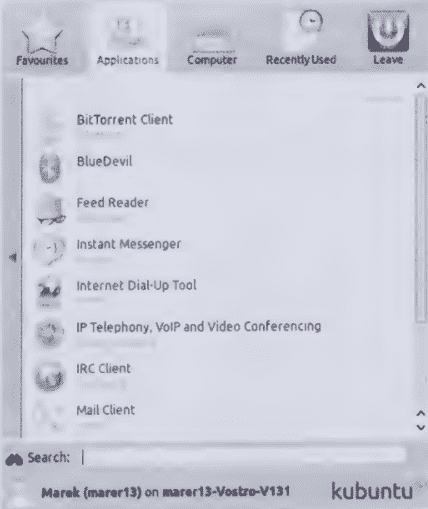 Favourites Applications Computer Recently Used Leave
BitTorrent Client
BlueDevil
Feed Reader
Instant Messenger
Internet Dial-Up Tool
IP Telephony, VoIP and Video Conferencing
IRC Client
Mail Client
Search:
Marek (marer13) on marer13-Vostro-V131 kubuntu